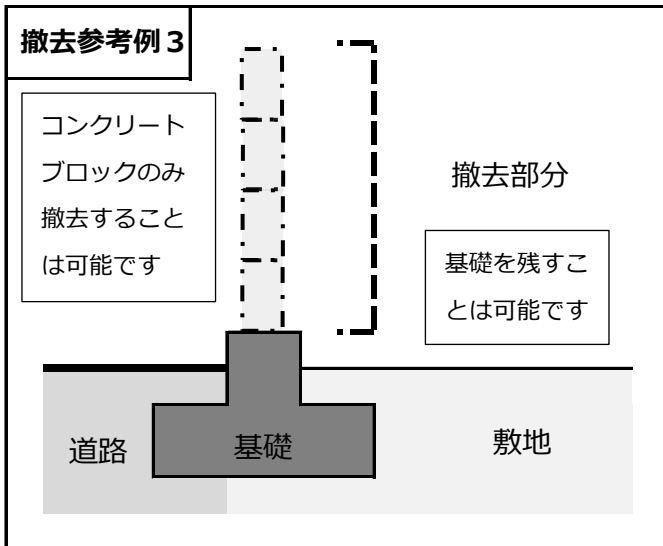 撤去参考例３
コンクリート
ブロックのみ
撤去すること
は可能です
撤去部分
基礎を残すこ
とは可能です
道路
基礎
敷地